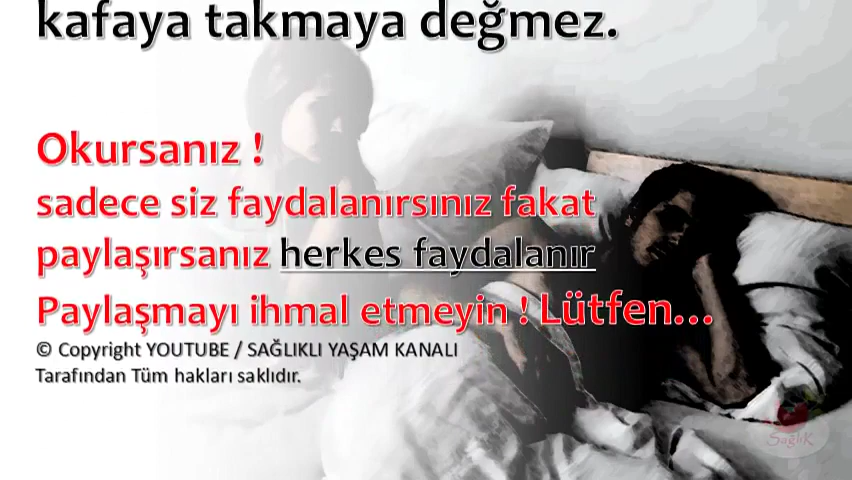 kafaya takmaya değmez.
Okursanız !
sadece siz faydalanırsınız fakat
paylaşırsanız herkes faydalanır
Paylaşmayı ihmal etmeyin ! Lütfen...
© Copyright YOUTUBE / SAĞLIKLI YAŞAM KANALI
Tarafından Tüm hakları saklıdır.
Sağlık